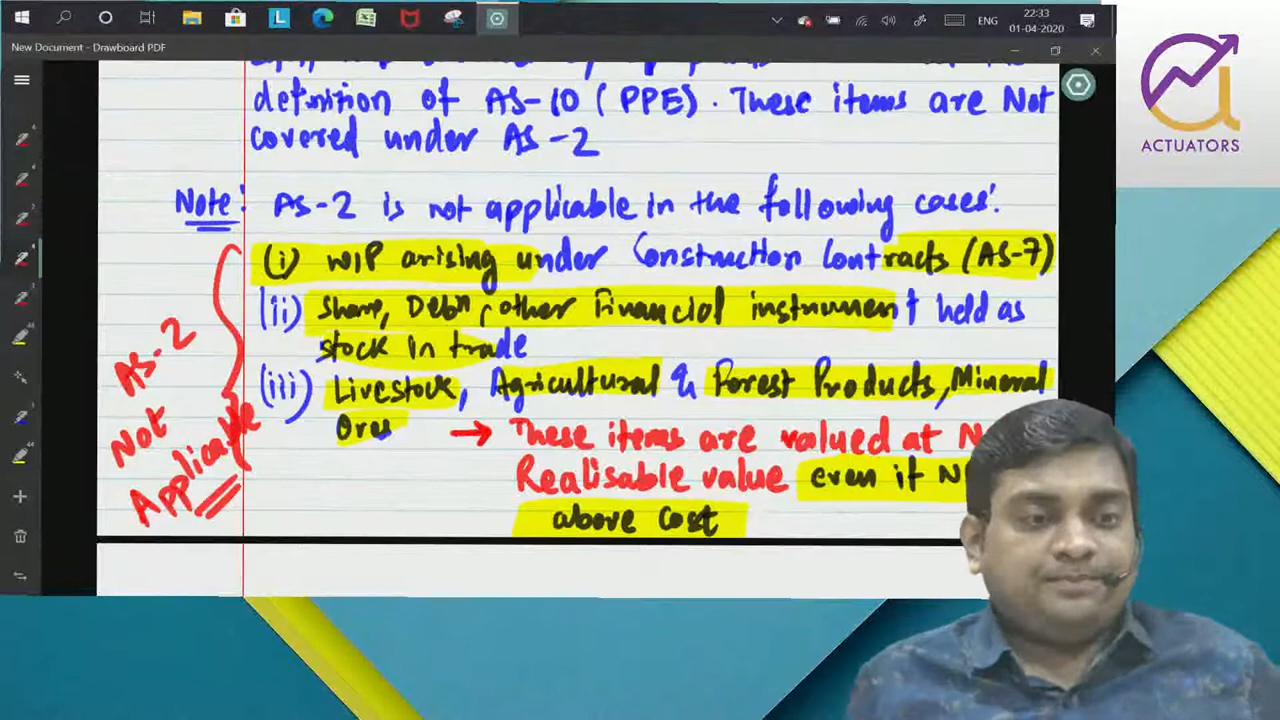 22:33
ENG
01-04-2020
New Document - Drawboard PDF
definition of AS-10 (PPE). These items are Not
covered under AS-2
Note: AS-2 is not applicable in the following cases:
(i) WIP arising under Construction Contracts (AS-7)
(ii) Share, Debn, other Financial instrument held as
stock in trade
(iii) Livestock, Agricultural & Forest Products, Mineral
Ores → These items are valued at N
Realisable value even if N
above cost
AS-2
Not
Applicable
ACTUATORS